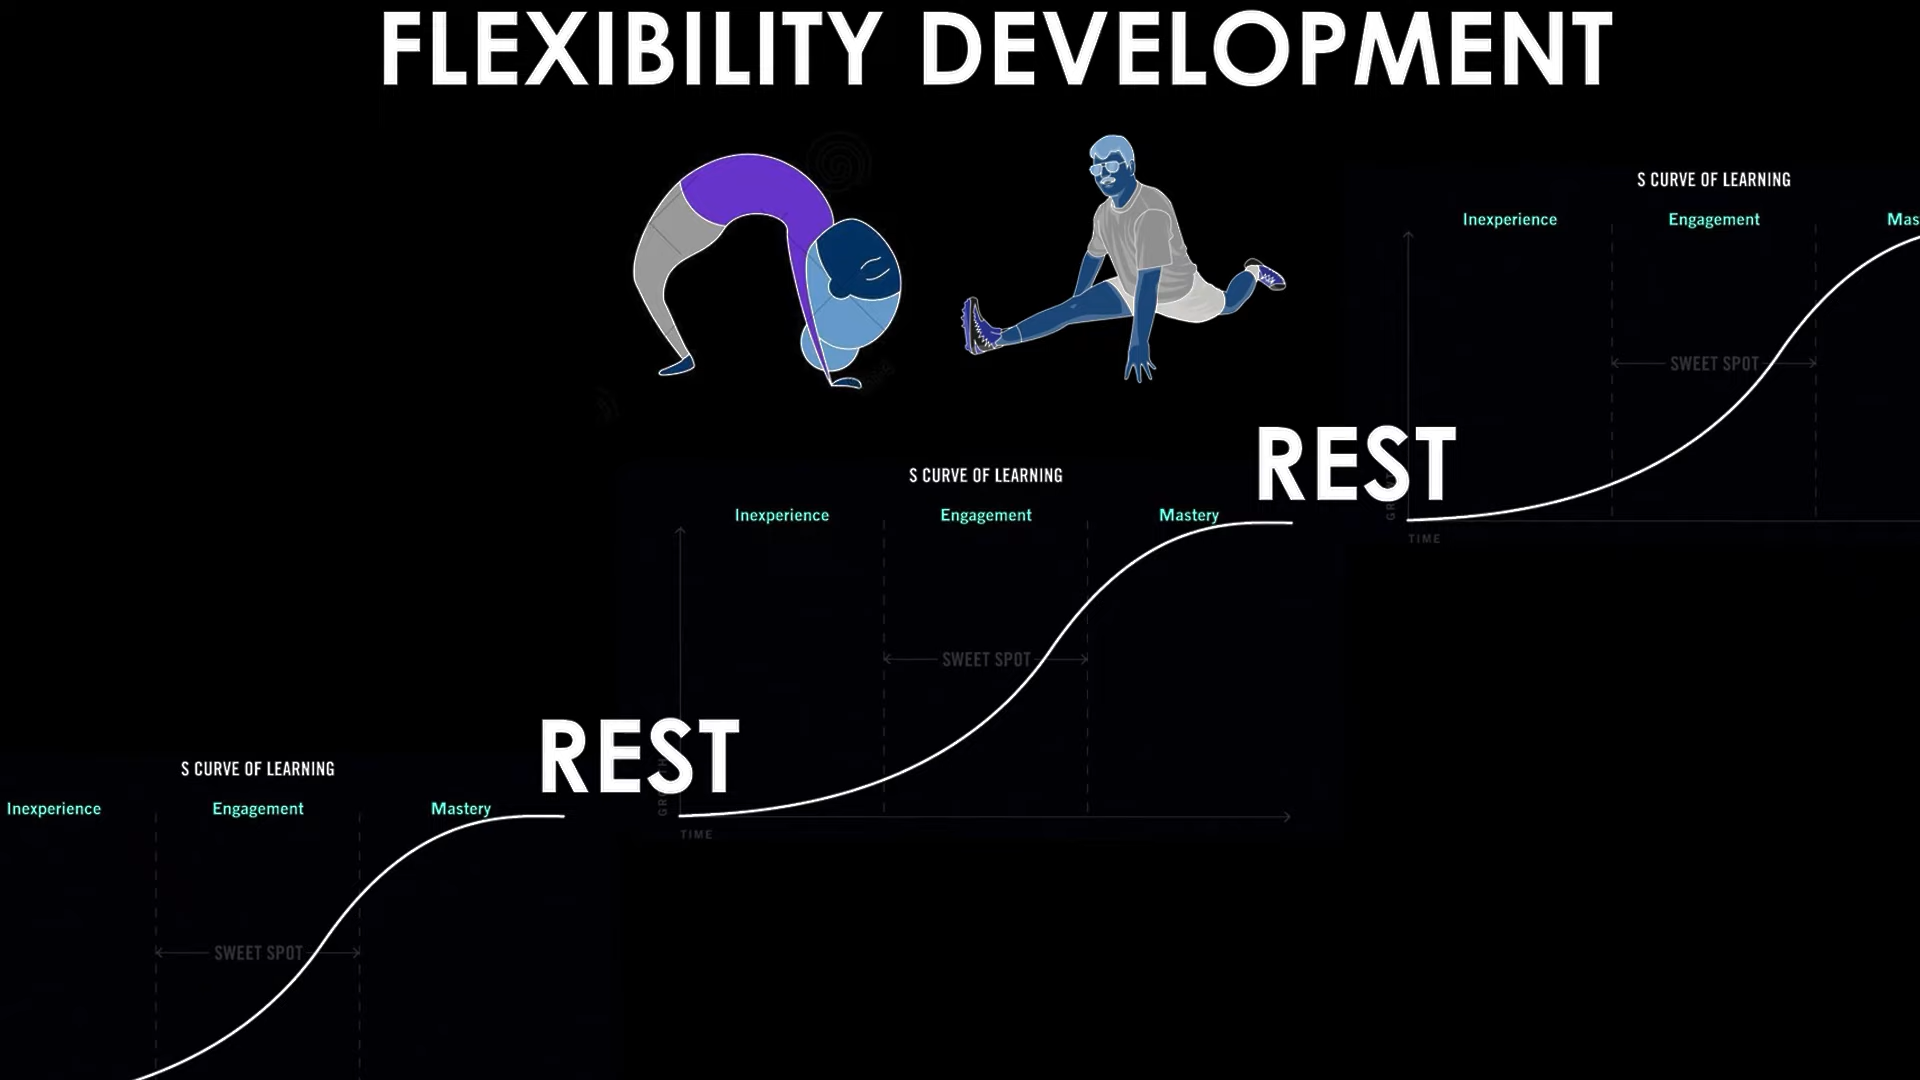 FLEXIBILITY DEVELOPMENT
S CURVE OF LEARNING
Inexperience Engagement Mas
SWEET SPOT
TIME
REST
S CURVE OF LEARNING
Inexperience Engagement Mastery
SWEET SPOT
TIME
REST
S CURVE OF LEARNING
Inexperience Engagement Mastery
SWEET SPOT